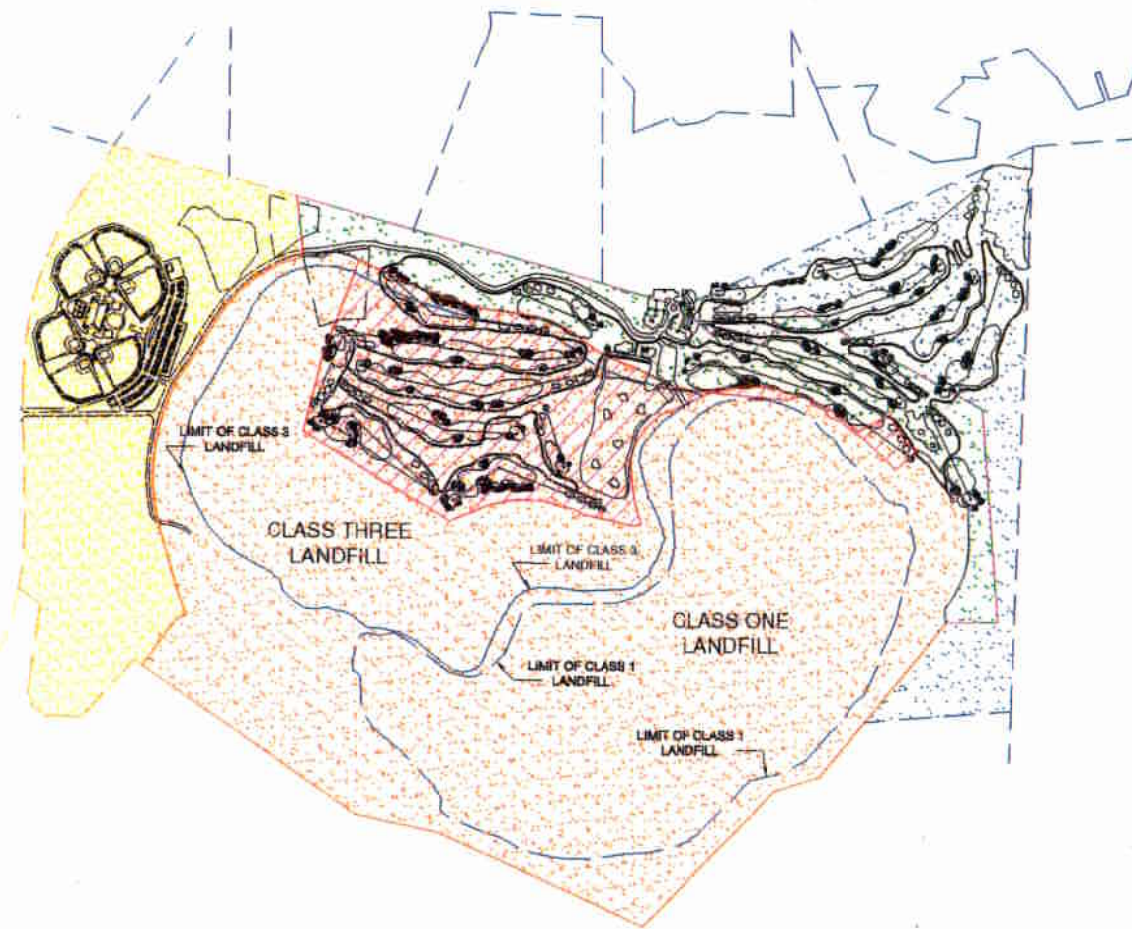 LIMIT OF CLASS 3
LANDFILL
CLASS THREE
LANDFILL
LIMIT OF CLASS 3
LANDFILL
CLASS ONE
LANDFILL
LIMIT OF CLASS 1
LANDFILL
LIMIT OF CLASS 1
LANDFILL